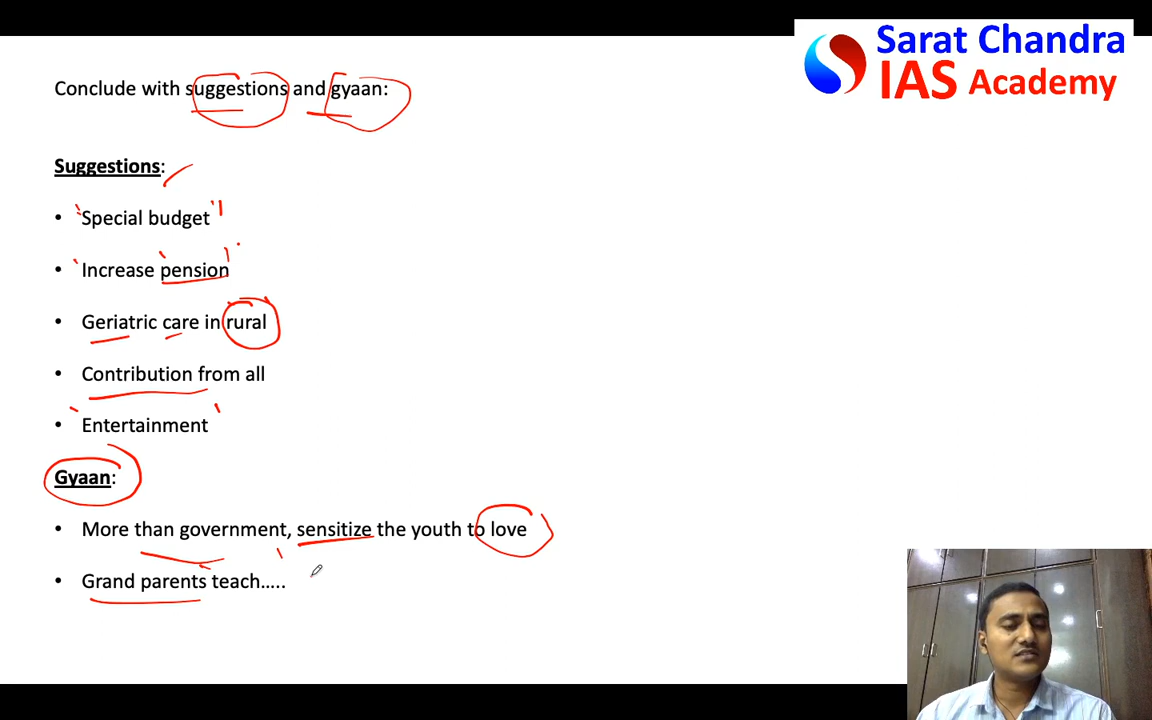 Sarat Chandra
IAS Academy
Conclude with suggestions and gyaan:
Suggestions:
• Special budget
• Increase pension
• Geriatric care in rural
• Contribution from all
• Entertainment
Gyaan:
• More than government, sensitize the youth to love
• Grand parents teach…..